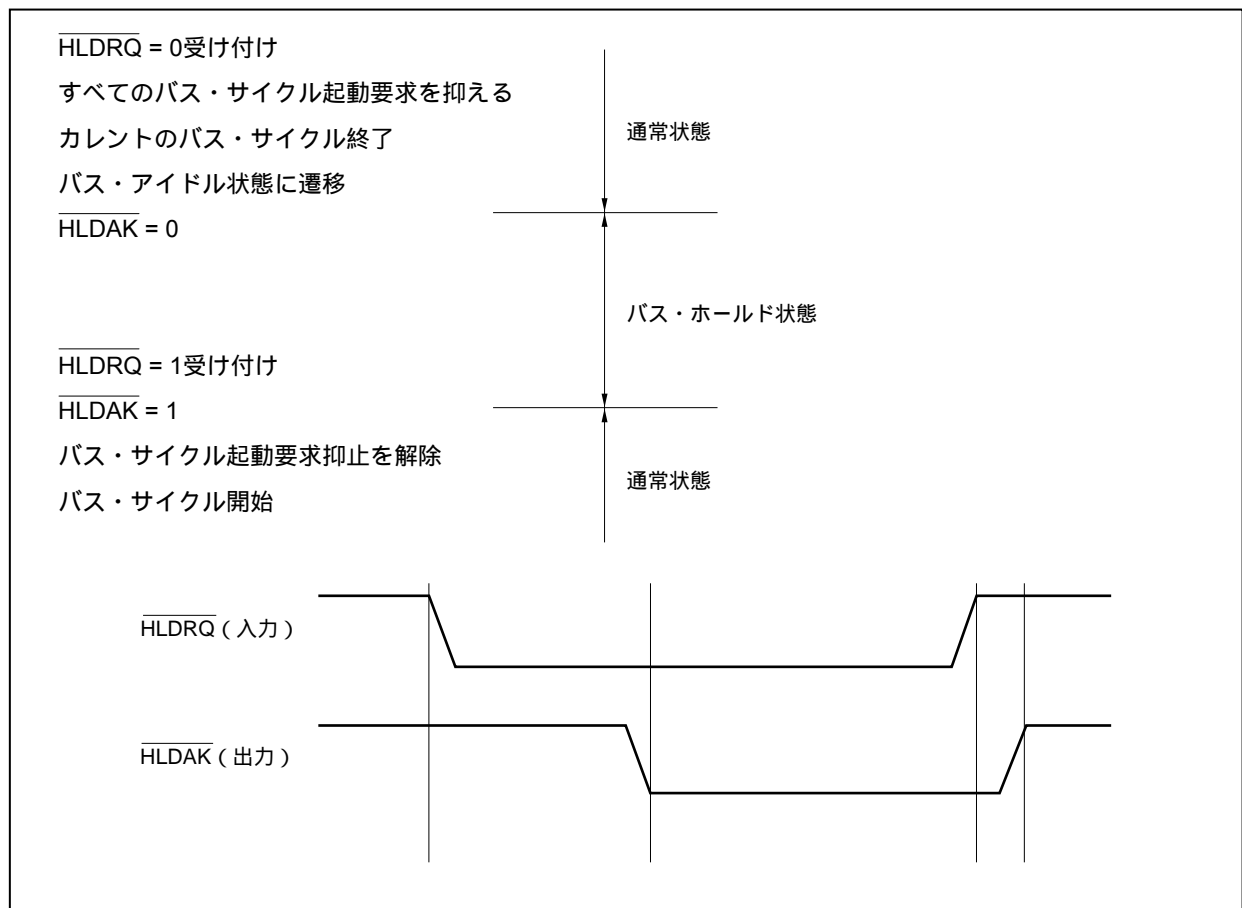 HLDRQ = 0受け付け
すべてのバス・サイクル起動要求を抑える
カレントのバス・サイクル終了
バス・アイドル状態に遷移
HLDAK = 0
通常状態
バス・ホールド状態
HLDRQ = 1受け付け
HLDAK = 1
バス・サイクル起動要求抑止を解除
バス・サイクル開始
通常状態
HLDRQ（入力）
HLDAK（出力）